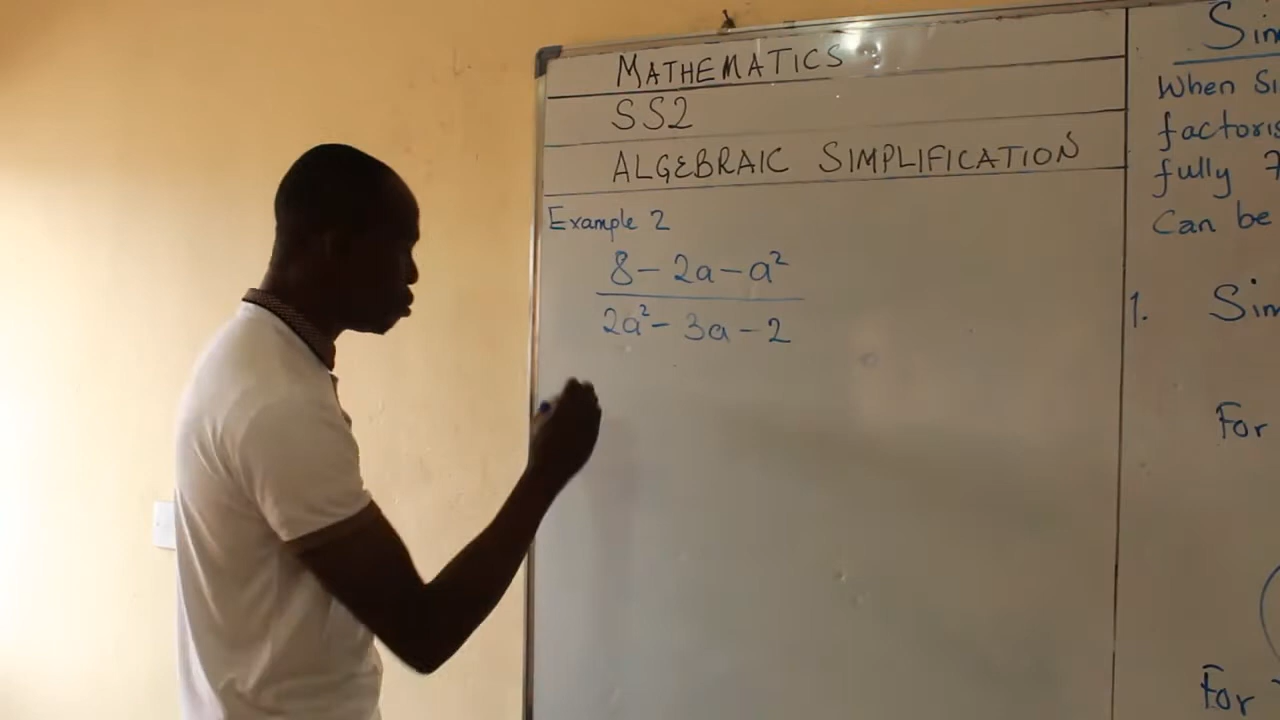 MATHEMATICS
SS2
ALGEBRAIC SIMPLIFICATION
Example 2
8 - 2a - a²
2a² - 3a - 2
When
fully
Can be
1.
For
For